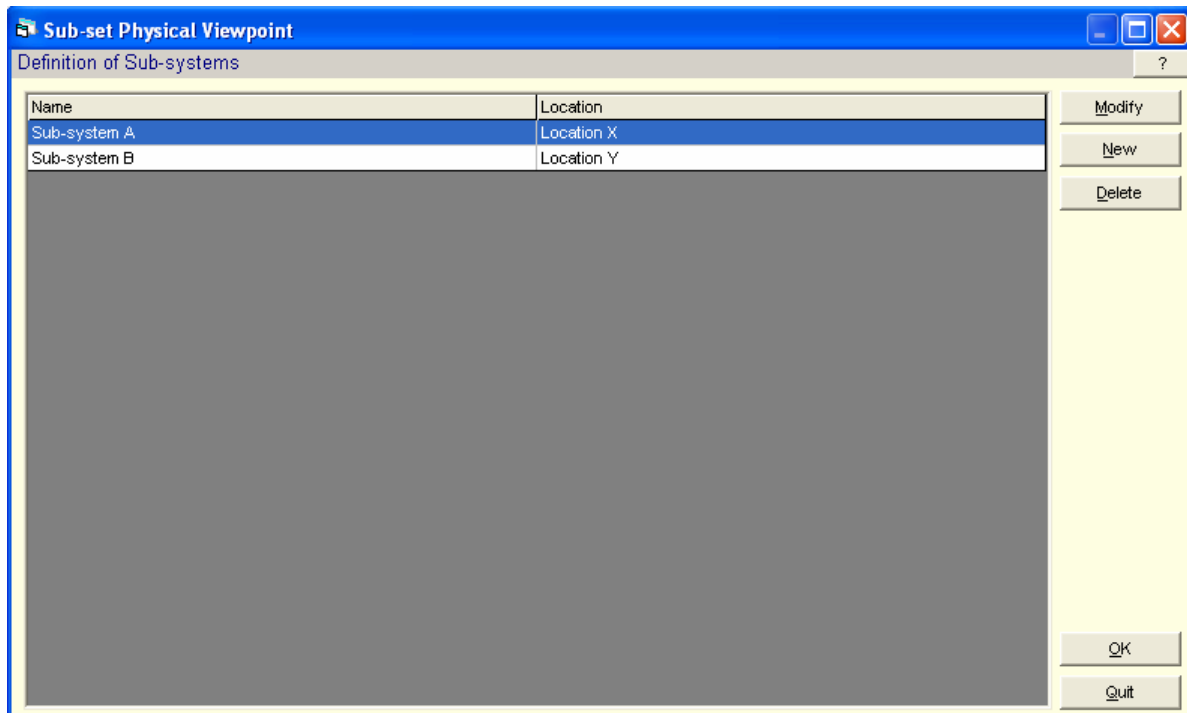 Sub-set Physical Viewpoint
Definition of Sub-systems
?
Name Location
Sub-system A Location X
Sub-system B Location Y
Modify
New
Delete
OK
Quit